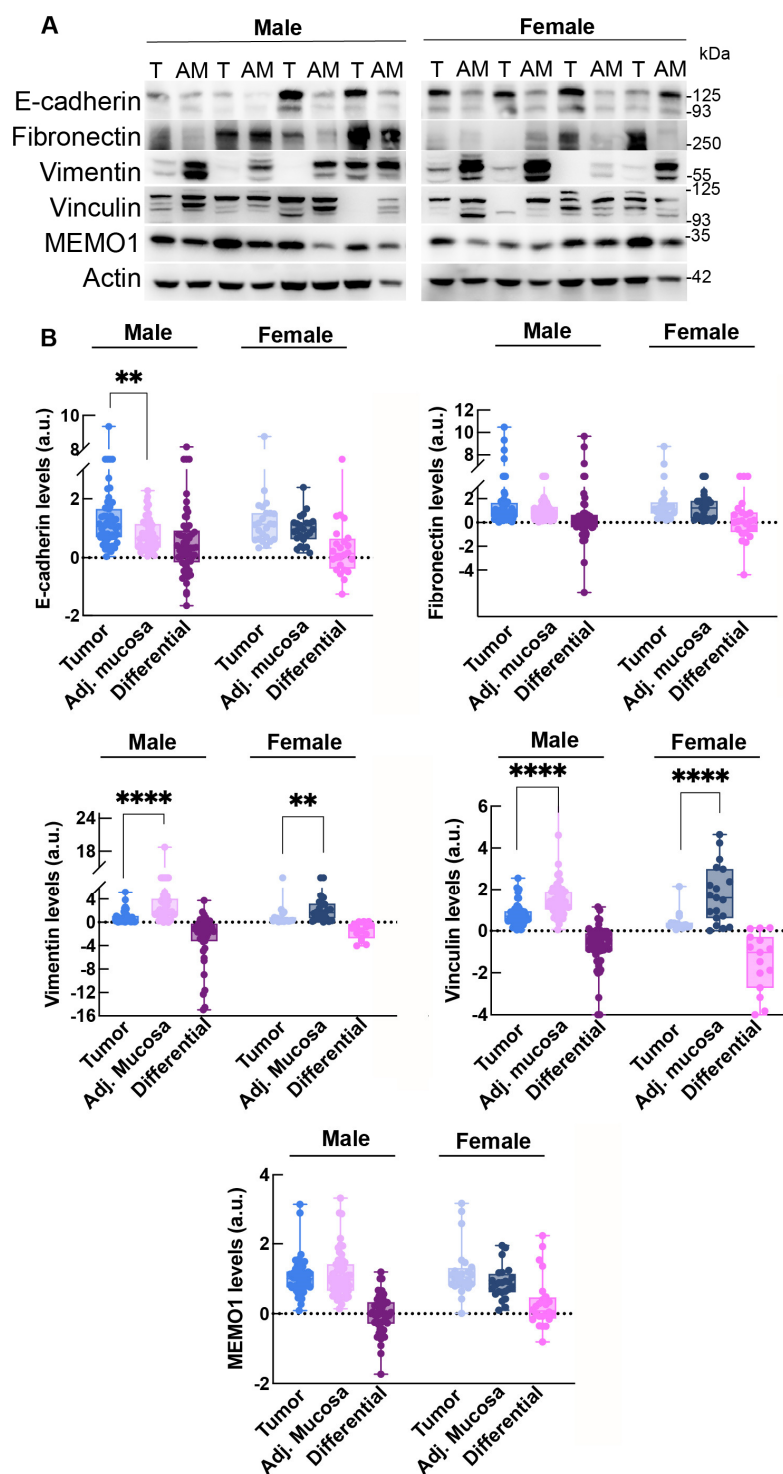 A
Male Female
T AM T AM T AM T AM T AM T AM T AM T AM kDa
E-cadherin -125
-93
Fibronectin -250
Vimentin -55
-125
Vinculin -93
MEMO1 -35
Actin -42
B
Male Female
**
E-cadherin levels (a.u.)
10
8
6
4
2
0
-2
Tumor Adj. mucosa Differential Tumor Adj. mucosa Differential
Male Female
Fibronectin levels (a.u.)
12
10
8
6
4
2
0
-2
-4
Tumor Adj. mucosa Differential Tumor Adj. mucosa Differential
Male Female
**** **
Vimentin levels (a.u.)
24
18
12
4
0
-4
-8
-12
-16
Tumor Adj. Mucosa Differential Tumor Adj. Mucosa Differential
Male Female
**** ****
Vinculin levels (a.u.)
6
4
2
0
-2
-4
Tumor Adj. mucosa Differential Tumor Adj. mucosa Differential
Male Female
MEMO1 levels (a.u.)
4
2
0
-2
Tumor Adj. Mucosa Differential Tumor Adj. Mucosa Differential